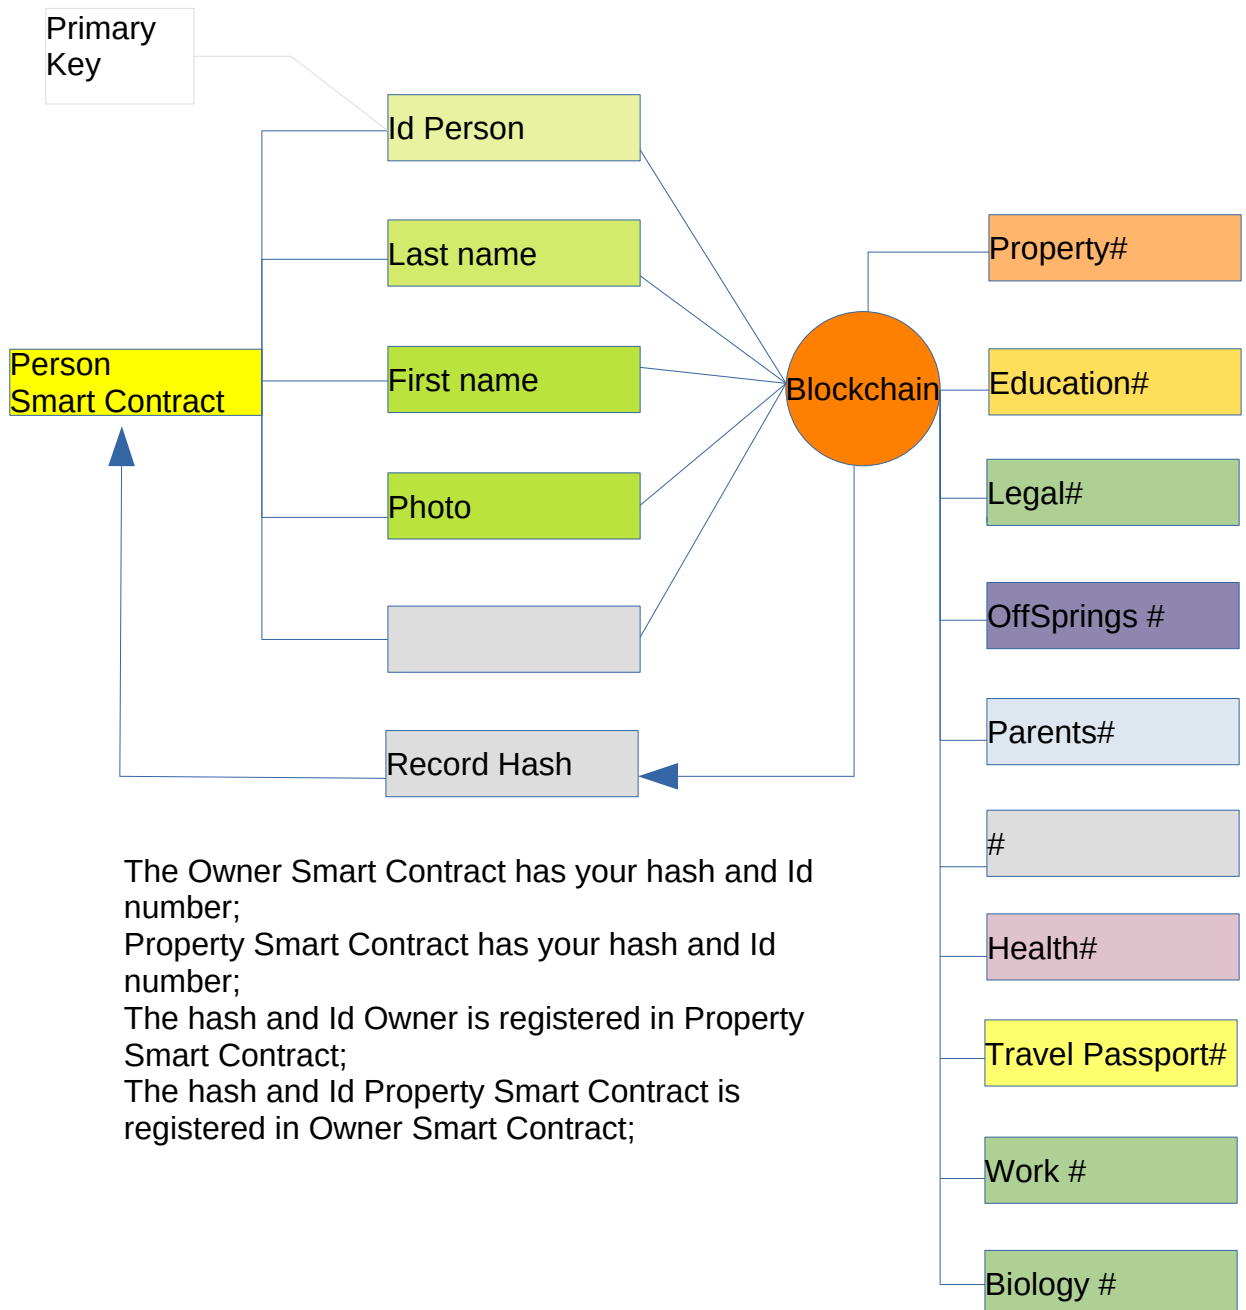 Primary
Key
Id Person
Last name
First name
Photo
Person
Smart Contract
Record Hash
Blockchain
Property#
Education#
Legal#
OffSprings #
Parents#
#
Health#
Travel Passport#
Work #
Biology #
The Owner Smart Contract has your hash and Id
number;
Property Smart Contract has your hash and Id
number;
The hash and Id Owner is registered in Property
Smart Contract;
The hash and Id Property Smart Contract is
registered in Owner Smart Contract;